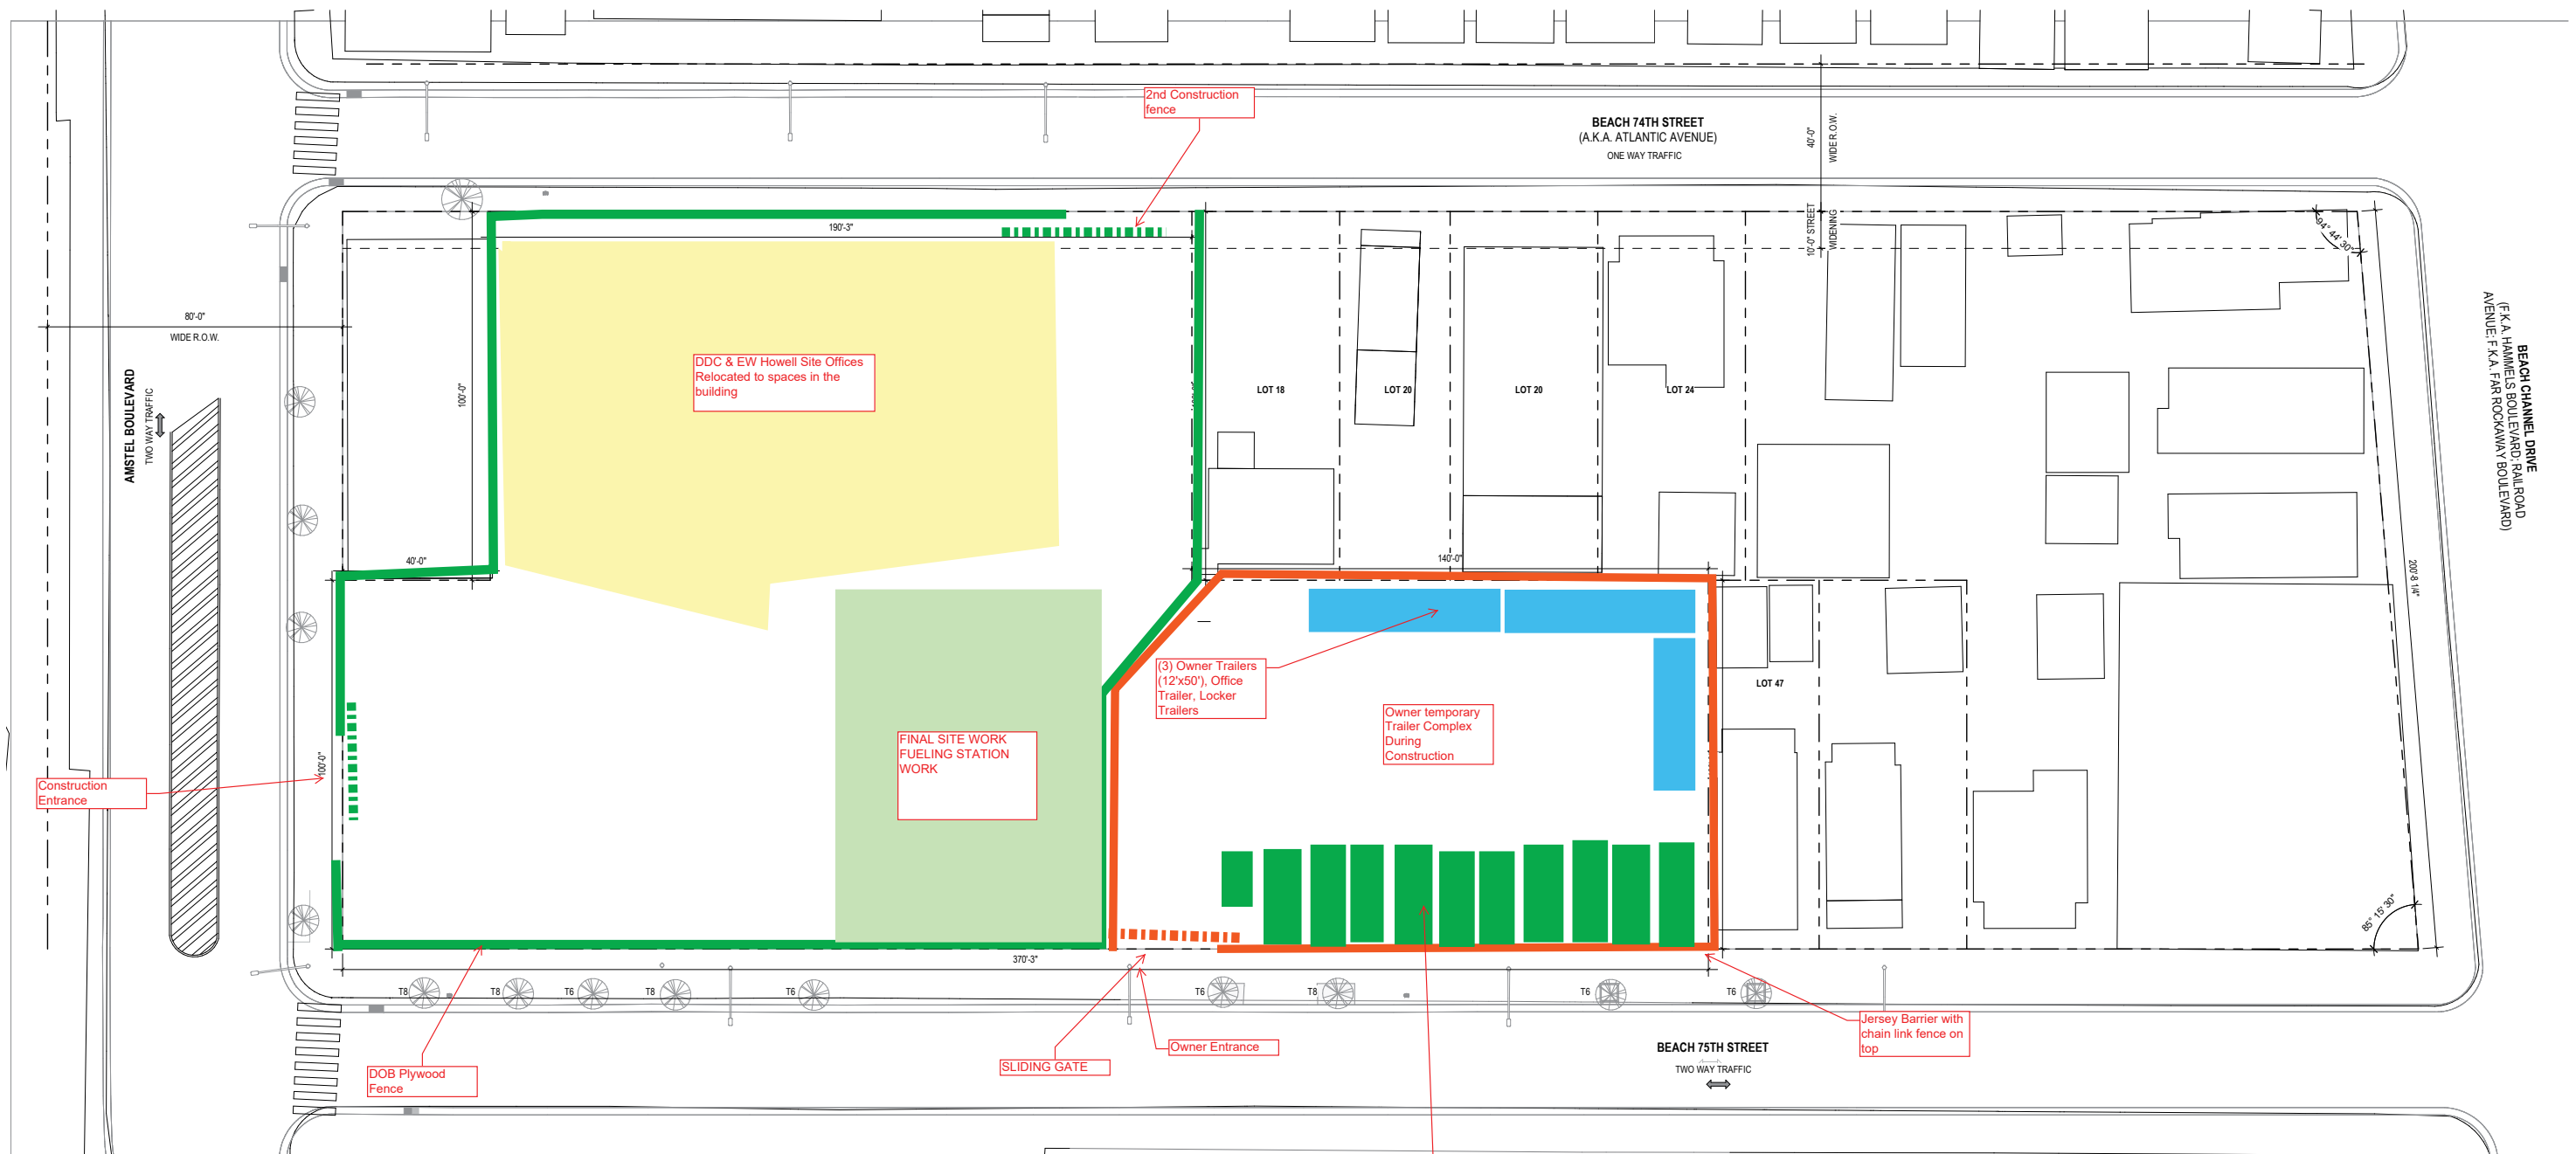 2nd Construction
fence
BEACH 74TH STREET
(A.K.A. ATLANTIC AVENUE)
ONE WAY TRAFFIC
40'-0"
WIDE R.O.W.
10'-0" STREET
WIDENING
190'-3"
94° 44' 30"
80'-0"
WIDE R.O.W.
AMSTEL BOULEVARD
TWO WAY TRAFFIC
100'-0"
DDC & EW Howell Site Offices
Relocated to spaces in the
building
LOT 18
LOT 20
LOT 20
LOT 24
BEACH CHANNEL DRIVE
(F.K.A. HAMMELS BOULEVARD; RAILROAD
AVENUE; F.K.A. FAR ROCKAWAY BOULEVARD)
40'-0"
140'-0"
200' 8 1/4"
(3) Owner Trailers
(12'x50'), Office
Trailer, Locker
Trailers
LOT 47
Owner temporary
Trailer Complex
During
Construction
FINAL SITE WORK
FUELING STATION
WORK
100'-0"
Construction
Entrance
85° 15' 30"
370'-3"
T8
T8
T6
T8
T6
T6
T8
T6
T6
Jersey Barrier with
chain link fence on
top
Owner Entrance
SLIDING GATE
DOB Plywood
Fence
BEACH 75TH STREET
TWO WAY TRAFFIC